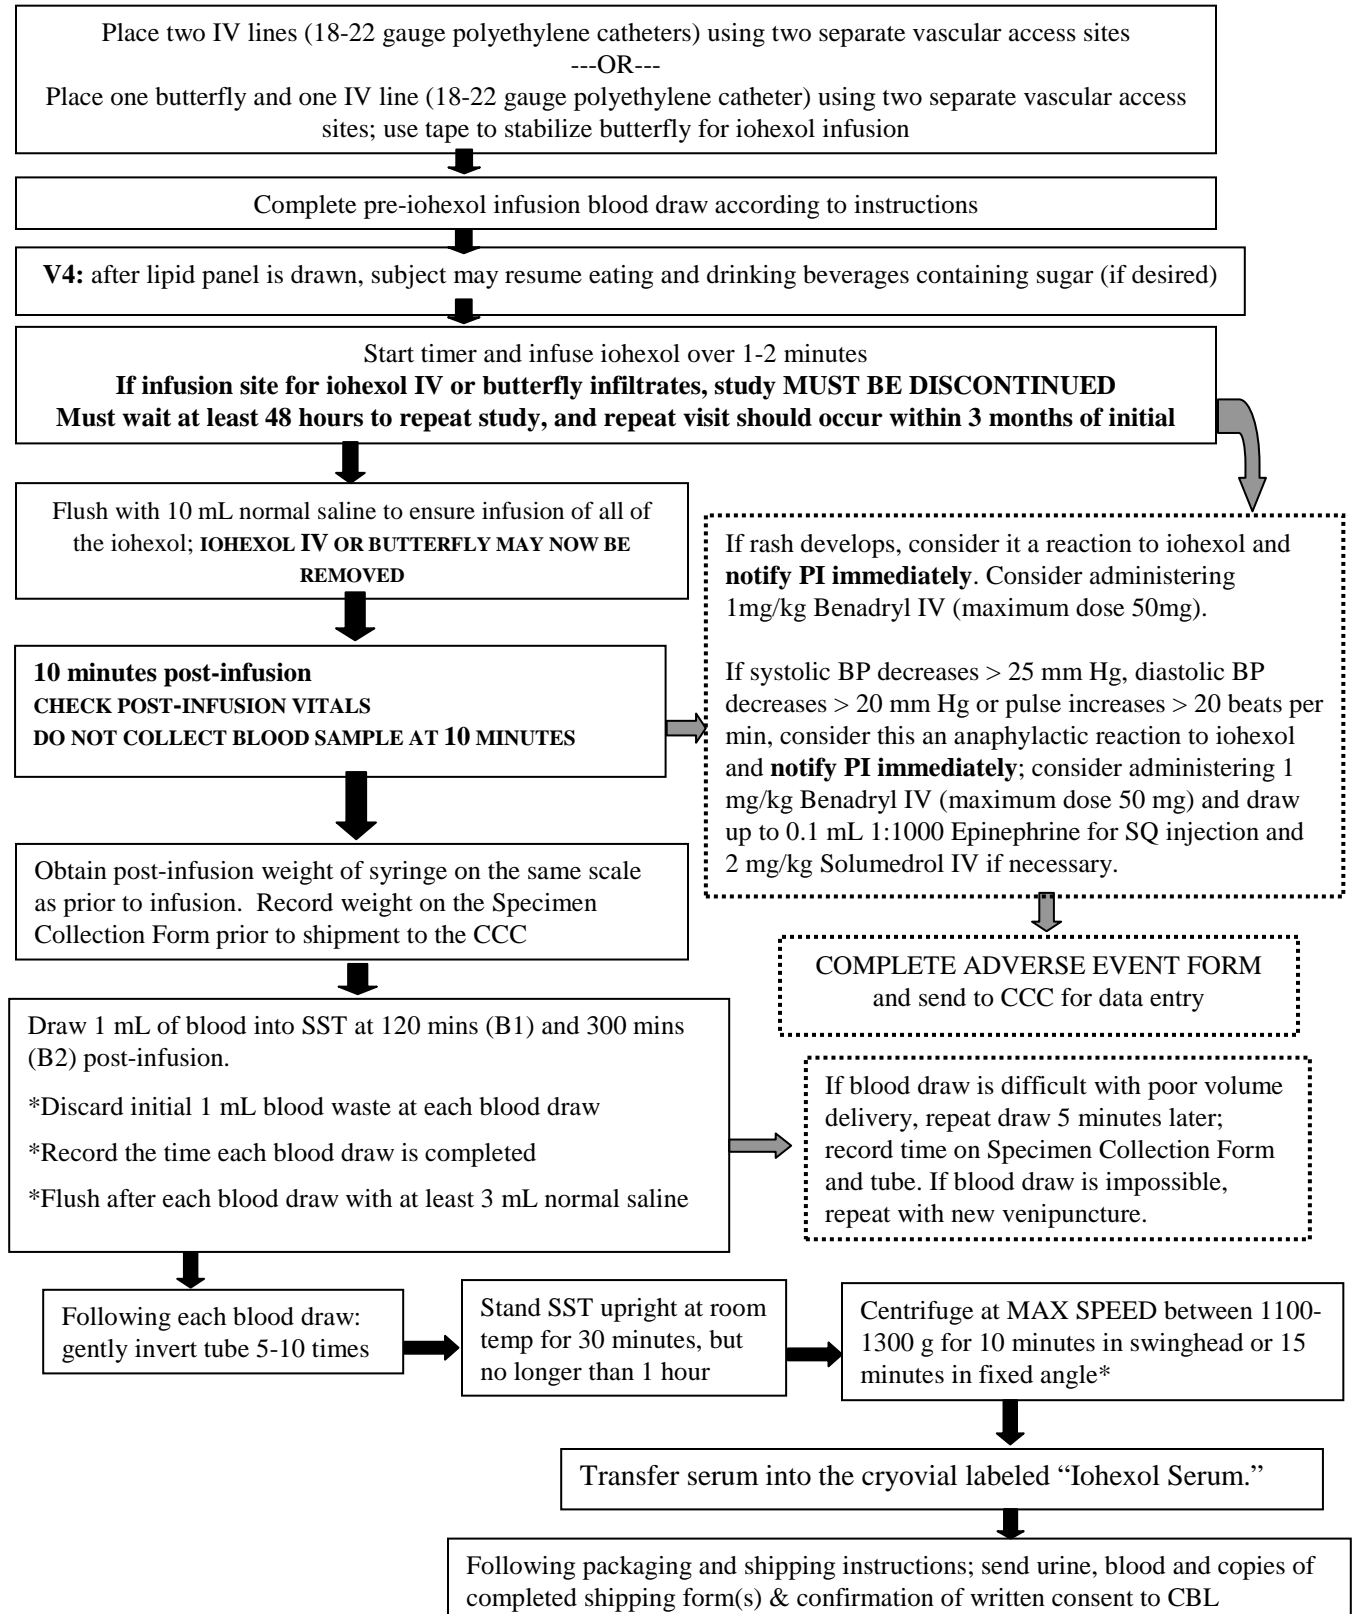 Place two IV lines (18-22 gauge polyethylene catheters) using two separate vascular access sites
---OR---
Place one butterfly and one IV line (18-22 gauge polyethylene catheter) using two separate vascular access
sites; use tape to stabilize butterfly for iohexol infusion
Complete pre-iohexol infusion blood draw according to instructions
V4: after lipid panel is drawn, subject may resume eating and drinking beverages containing sugar (if desired)
Start timer and infuse iohexol over 1-2 minutes
If infusion site for iohexol IV or butterfly infiltrates, study MUST BE DISCONTINUED
Must wait at least 48 hours to repeat study, and repeat visit should occur within 3 months of initial
Flush with 10 mL normal saline to ensure infusion of all of
the iohexol; IOHEXOL IV OR BUTTERFLY MAY NOW BE
REMOVED
If rash develops, consider it a reaction to iohexol and
notify PI immediately. Consider administering
1mg/kg Benadryl IV (maximum dose 50mg).
If systolic BP decreases > 25 mm Hg, diastolic BP
decreases > 20 mm Hg or pulse increases > 20 beats per
min, consider this an anaphylactic reaction to iohexol
and notify PI immediately; consider administering 1
mg/kg Benadryl IV (maximum dose 50 mg) and draw
up to 0.1 mL 1:1000 Epinephrine for SQ injection and
2 mg/kg Solumedrol IV if necessary.
10 minutes post-infusion
CHECK POST-INFUSION VITALS
DO NOT COLLECT BLOOD SAMPLE AT 10 MINUTES
Obtain post-infusion weight of syringe on the same scale
as prior to infusion. Record weight on the Specimen
Collection Form prior to shipment to the CCC
COMPLETE ADVERSE EVENT FORM
and send to CCC for data entry
Draw 1 mL of blood into SST at 120 mins (B1) and 300 mins
(B2) post-infusion.
*Discard initial 1 mL blood waste at each blood draw
*Record the time each blood draw is completed
*Flush after each blood draw with at least 3 mL normal saline
If blood draw is difficult with poor volume
delivery, repeat draw 5 minutes later;
record time on Specimen Collection Form
and tube. If blood draw is impossible,
repeat with new venipuncture.
Following each blood draw:
gently invert tube 5-10 times
Stand SST upright at room
temp for 30 minutes, but
no longer than 1 hour
Centrifuge at MAX SPEED between 1100-
1300 g for 10 minutes in swinghead or 15
minutes in fixed angle*
Transfer serum into the cryovial labeled “Iohexol Serum.”
Following packaging and shipping instructions; send urine, blood and copies of
completed shipping form(s) & confirmation of written consent to CBL